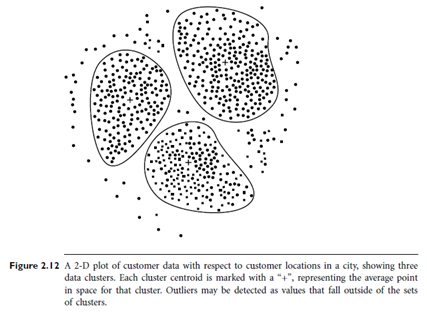 Figure 2.12 A 2-D plot of customer data with respect to customer locations in a city, showing three
data clusters. Each cluster centroid is marked with a “+”, representing the average point
in space for that cluster. Outliers may be detected as values that fall outside of the sets
of clusters.